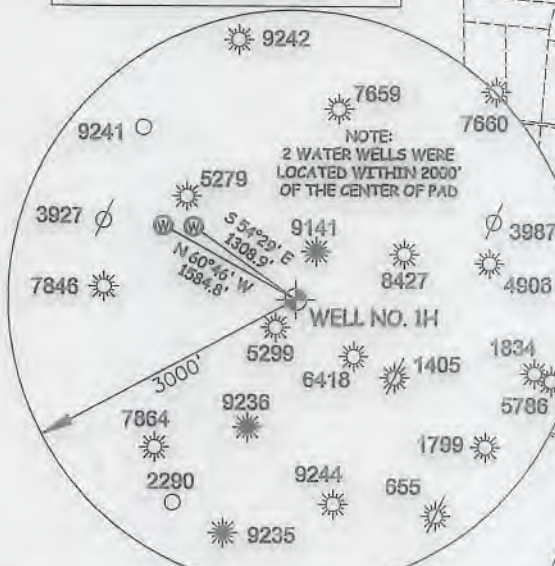 9242
7659
7660
9241
NOTE:
2 WATER WELLS WERE
LOCATED WITHIN 2000'
OF THE CENTER OF PAD
5279
3927
W
W
S 54°29' E
1308.9'
N 60°46' W
1584.8'
9141
3987
8427
4906
7846
WELL NO. 1H
5299
6418
1405
1834
5786
3000'
7864
9236
1799
2290
9244
655
9235